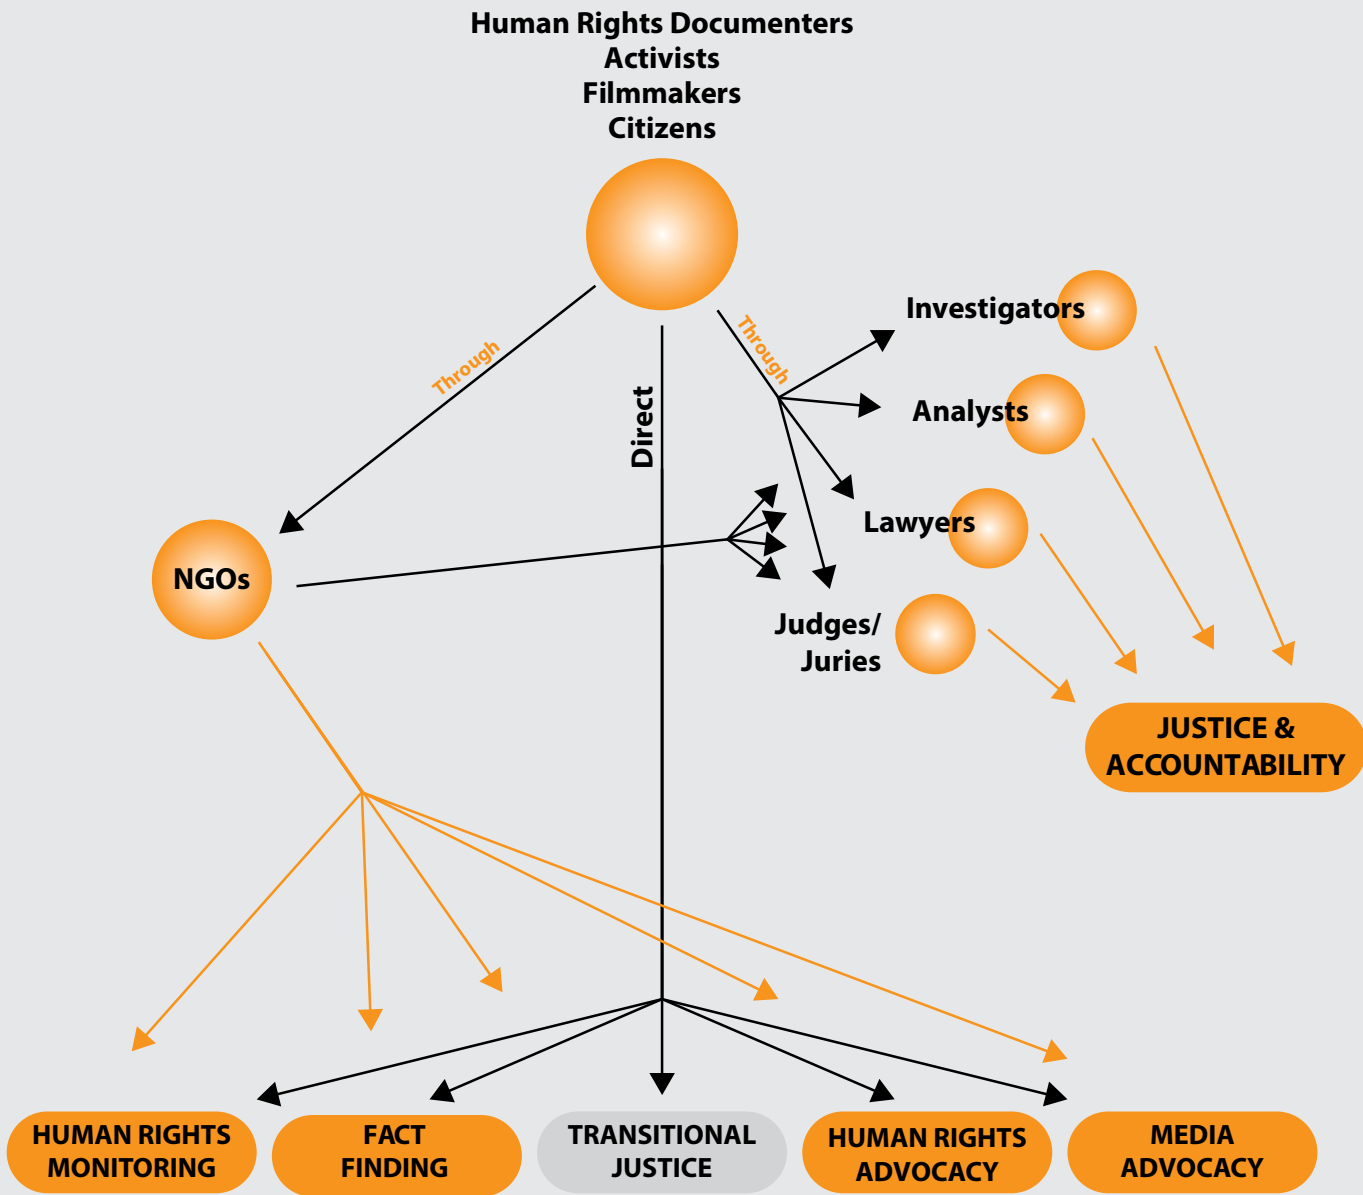 Human Rights Documenters
Activists
Filmmakers
Citizens
Through
Through
Direct
Investigators
Analysts
Lawyers
Judges/
Juries
NGOs
JUSTICE &
ACCOUNTABILITY
HUMAN RIGHTS
MONITORING
FACT
FINDING
TRANSITIONAL
JUSTICE
HUMAN RIGHTS
ADVOCACY
MEDIA
ADVOCACY